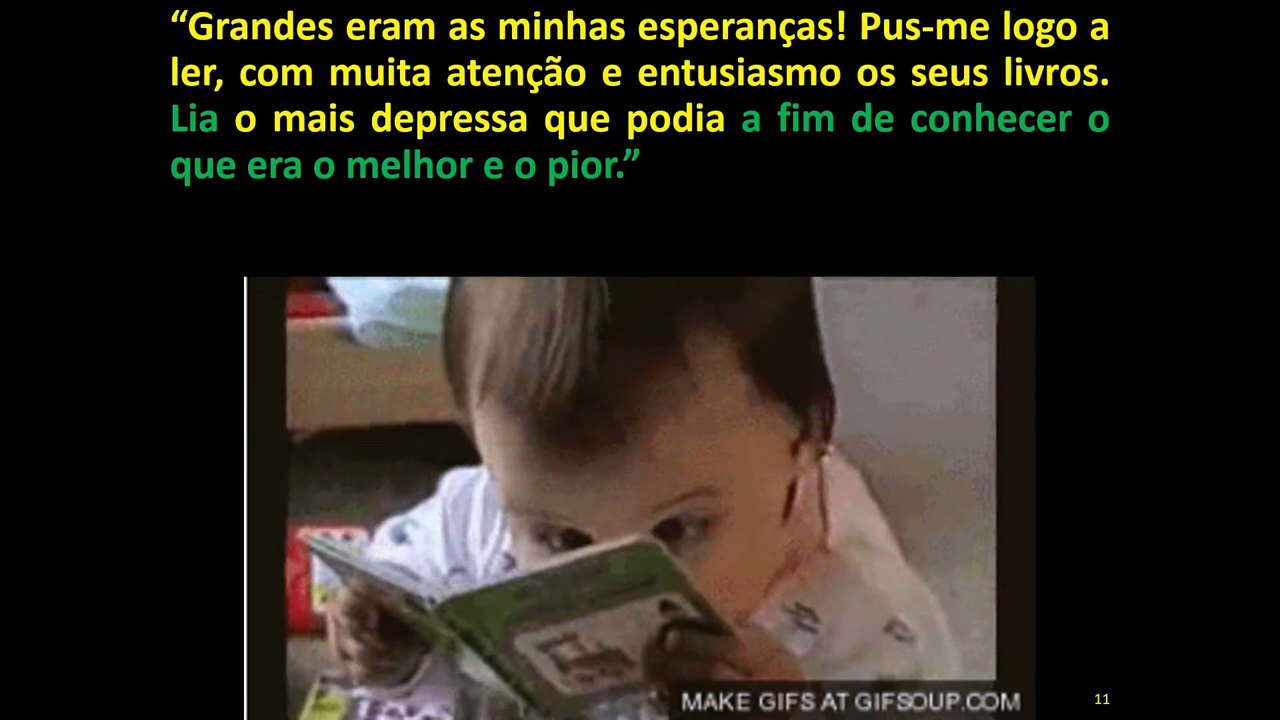 “Grandes eram as minhas esperanças! Pus-me logo a
ler, com muita atenção e entusiasmo os seus livros.
Lia o mais depressa que podia a fim de conhecer o
que era o melhor e o pior.”
MAKE GIFS AT GIFSOUP.COM
11